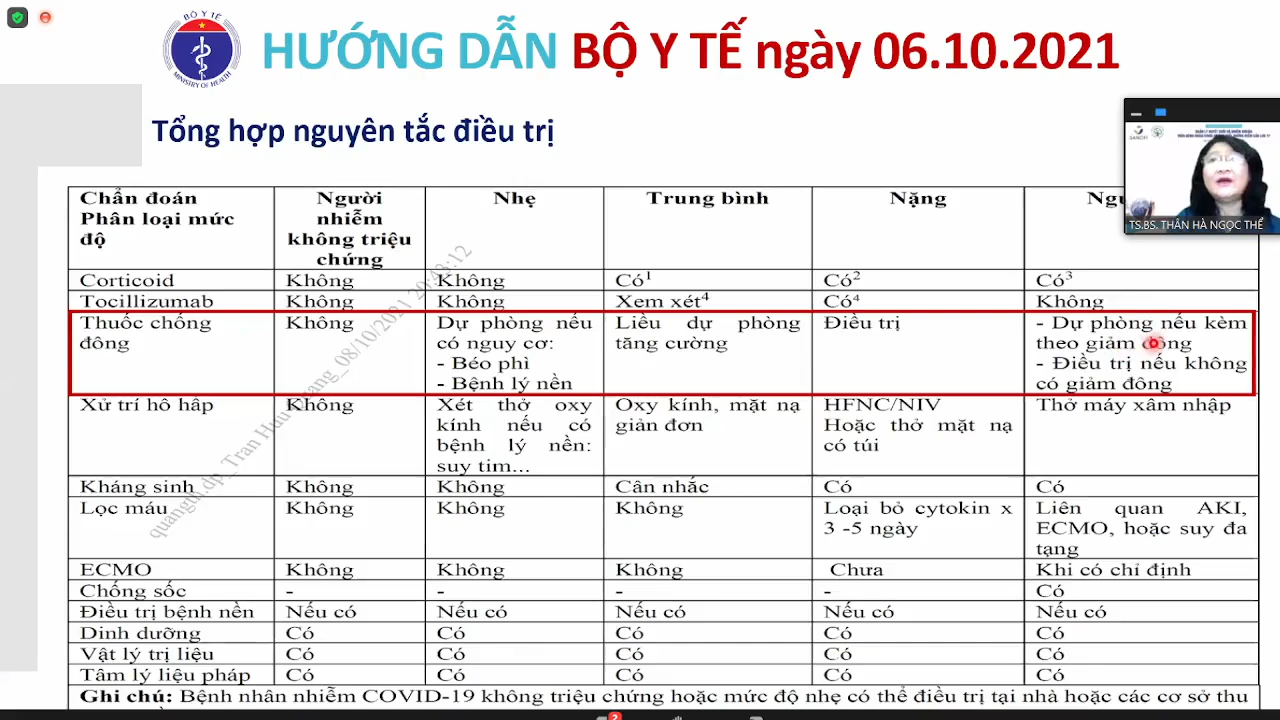 BỘ Y TẾ
MINISTRY OF HEALTH
HƯỚNG DẪN BỘ Y TẾ ngày 06.10.2021
Tổng hợp nguyên tắc điều trị
TS.BS. THÂN HÀ NGỌC THỂ
Chẩn đoán Phân loại mức độ
Người nhiễm không triệu chứng
Nhẹ
Trung bình
Nặng
Corticoid Không Không Có¹ Có² Có³
Tocillizumab Không Không Xem xét⁴ Có⁴ Không
Thuốc chống đông
Không
Dự phòng nếu có nguy cơ:
- Béo phì
- Bệnh lý nền
Liều dự phòng tăng cường
Điều trị
- Dự phòng nếu kèm theo giảm đông
- Điều trị nếu không có giảm đông
Xử trí hô hấp
Không
Xét thở oxy kính nếu có bệnh lý nền: suy tim...
Oxy kính, mặt nạ giản đơn
HFNC/NIV
Hoặc thở mặt nạ có túi
Thở máy xâm nhập
Kháng sinh Không Không Cân nhắc Có Có
Lọc máu
Không
Không
Không
Loại bỏ cytokin x 3 -5 ngày
Liên quan AKI, ECMO, hoặc suy đa tạng
ECMO Không Không Không Chưa Khi có chỉ định
Chống sốc - - - - Có
Điều trị bệnh nền Nếu có Nếu có Nếu có Nếu có Nếu có
Dinh dưỡng Có Có Có Có Có
Vật lý trị liệu Có Có Có Có Có
Tâm lý liệu pháp Có Có Có Có Có
Ghi chú: Bệnh nhân nhiễm COVID-19 không triệu chứng hoặc mức độ nhẹ có thể điều trị tại nhà hoặc các cơ sở thu